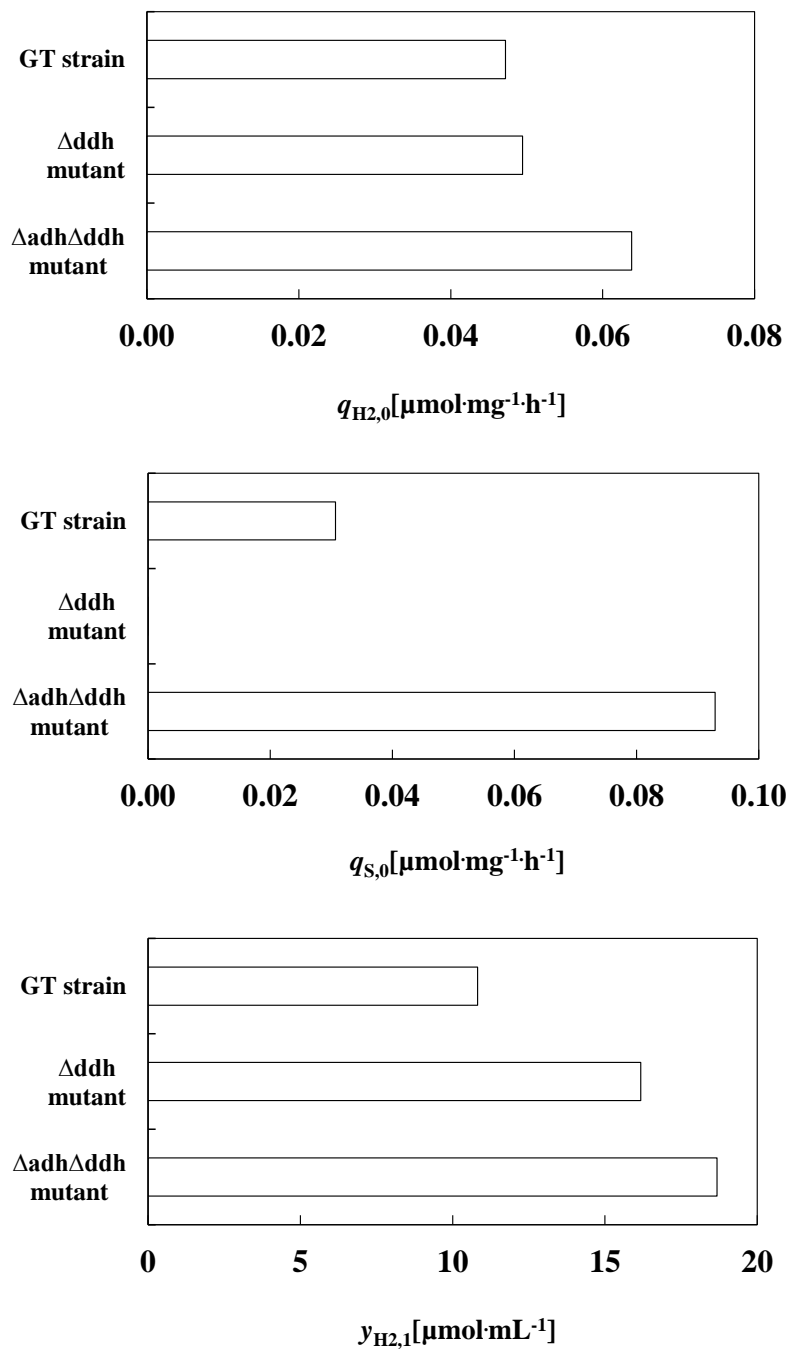 GT strain
Δddh
mutant
ΔadhΔddh
mutant
0.00 0.02 0.04 0.06 0.08
qH2,0[µmol·mg-1·h-1]
GT strain
Δddh
mutant
ΔadhΔddh
mutant
0.00 0.02 0.04 0.06 0.08 0.10
qS,0[µmol·mg-1·h-1]
GT strain
Δddh
mutant
ΔadhΔddh
mutant
0 5 10 15 20
yH2,1[µmol·mL-1]